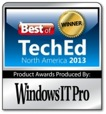 Best of
WINNER
TechEd
North America 2013
Product Awards Produced By:
WindowsITPro